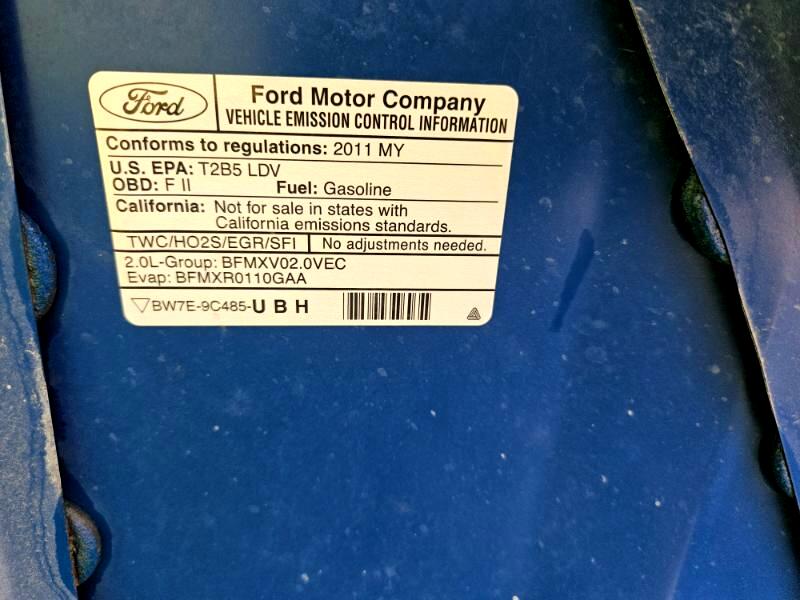 Ford
Ford Motor Company
VEHICLE EMISSION CONTROL INFORMATION
Conforms to regulations: 2011 MY
U.S. EPA: T2B5 LDV
OBD: F II Fuel: Gasoline
California: Not for sale in states with
California emissions standards.
TWC/HO2S/EGR/SFI No adjustments needed.
2.0L-Group: BFMXV02.0VEC
Evap: BFMXR0110GAA
▽BW7E-9C485-U B H